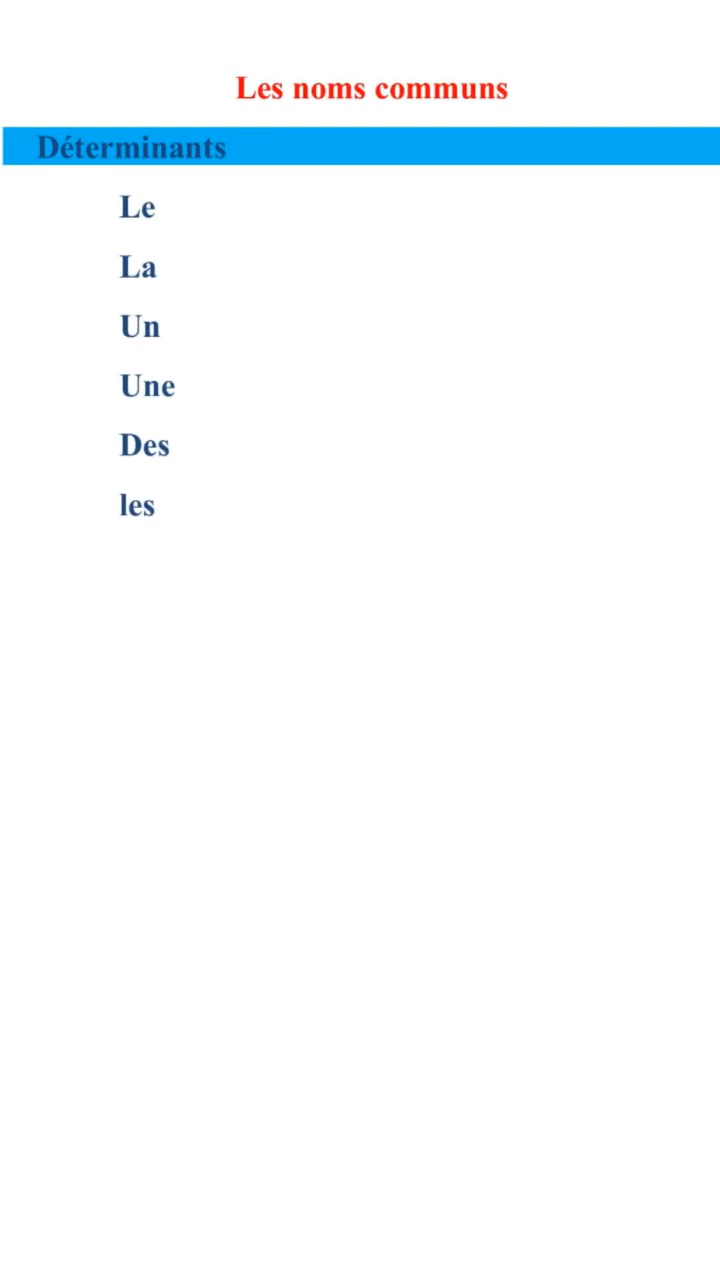 Les noms communs
Déterminants
Le
La
Un
Une
Des
les